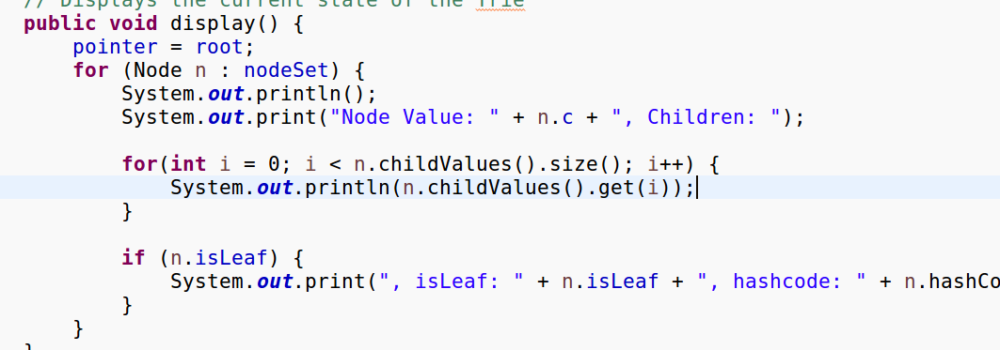 // Displays the current state of the Trie
public void display() {
pointer = root;
for (Node n : nodeSet) {
System.out.println();
System.out.print("Node Value: " + n.c + ", Children: ");
for(int i = 0; i < n.childValues().size(); i++) {
System.out.println(n.childValues().get(i));
}
if (n.isLeaf) {
System.out.print(", isLeaf: " + n.isLeaf + ", hashcode: " + n.hashCo
}
}
}